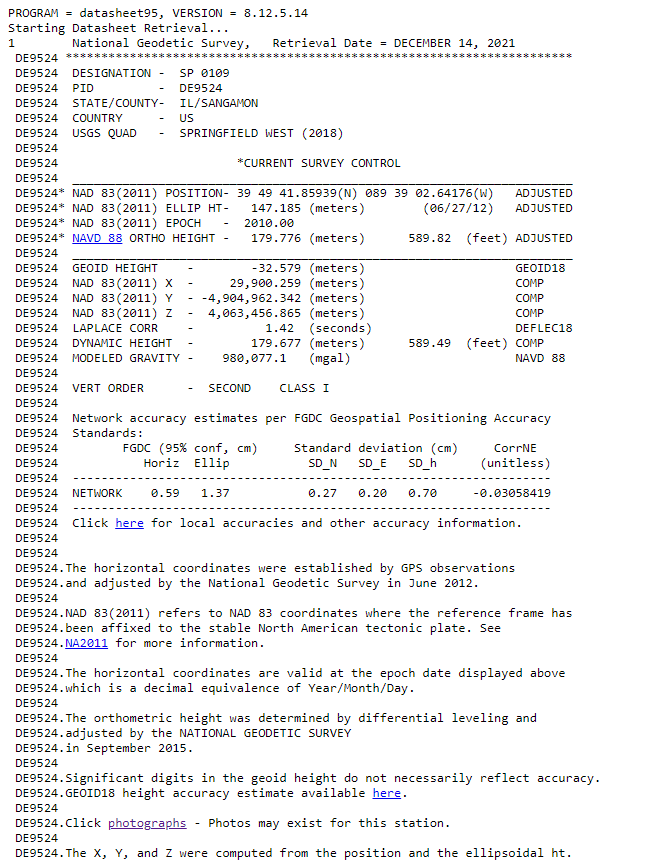 PROGRAM = datasheet95, VERSION = 8.12.5.14
Starting Datasheet Retrieval...
1        National Geodetic Survey,   Retrieval Date = DECEMBER 14, 2021
 DE9524 ***********************************************************************
 DE9524  DESIGNATION -  SP 0109
 DE9524  PID         -  DE9524
 DE9524  STATE/COUNTY-  IL/SANGAMON
 DE9524  COUNTRY     -  US
 DE9524  USGS QUAD   -  SPRINGFIELD WEST (2018)
 DE9524
 DE9524                         *CURRENT SURVEY CONTROL
 DE9524  ______________________________________________________________________
 DE9524* NAD 83(2011) POSITION- 39 49 41.85939(N) 089 39 02.64176(W)   ADJUSTED
 DE9524* NAD 83(2011) ELLIP HT-   147.185 (meters)        (06/27/12)   ADJUSTED
 DE9524* NAD 83(2011) EPOCH   -  2010.00
 DE9524* NAVD 88 ORTHO HEIGHT -   179.776 (meters)      589.82  (feet) ADJUSTED
 DE9524  ______________________________________________________________________
 DE9524  GEOID HEIGHT    -        -32.579 (meters)                     GEOID18
 DE9524  NAD 83(2011) X  -     29,900.259 (meters)                     COMP
 DE9524  NAD 83(2011) Y  - -4,904,962.342 (meters)                     COMP
 DE9524  NAD 83(2011) Z  -  4,063,456.865 (meters)                     COMP
 DE9524  LAPLACE CORR    -          1.42  (seconds)                    DEFLEC18
 DE9524  DYNAMIC HEIGHT  -        179.677 (meters)      589.49  (feet) COMP
 DE9524  MODELED GRAVITY -    980,077.1   (mgal)                       NAVD 88
 DE9524
 DE9524  VERT ORDER      -  SECOND    CLASS I
 DE9524
 DE9524  Network accuracy estimates per FGDC Geospatial Positioning Accuracy
 DE9524  Standards:
 DE9524         FGDC (95% conf, cm)     Standard deviation (cm)     CorrNE
 DE9524            Horiz  Ellip           SD_N   SD_E   SD_h      (unitless)
 DE9524  -------------------------------------------------------------------
 DE9524  NETWORK    0.59   1.37           0.27   0.20   0.70     -0.03058419
 DE9524  -------------------------------------------------------------------
 DE9524  Click here for local accuracies and other accuracy information.
 DE9524
 DE9524
 DE9524.The horizontal coordinates were established by GPS observations
 DE9524.and adjusted by the National Geodetic Survey in June 2012.
 DE9524
 DE9524.NAD 83(2011) refers to NAD 83 coordinates where the reference frame has
 DE9524.been affixed to the stable North American tectonic plate. See
 DE9524.NA2011 for more information.
 DE9524
 DE9524.The horizontal coordinates are valid at the epoch date displayed above
 DE9524.which is a decimal equivalence of Year/Month/Day.
 DE9524
 DE9524.The orthometric height was determined by differential leveling and
 DE9524.adjusted by the NATIONAL GEODETIC SURVEY
 DE9524.in September 2015.
 DE9524
 DE9524.Significant digits in the geoid height do not necessarily reflect accuracy.
 DE9524.GEOID18 height accuracy estimate available here.
 DE9524
 DE9524.Click photographs - Photos may exist for this station.
 DE9524
 DE9524.The X, Y, and Z were computed from the position and the ellipsoidal ht.